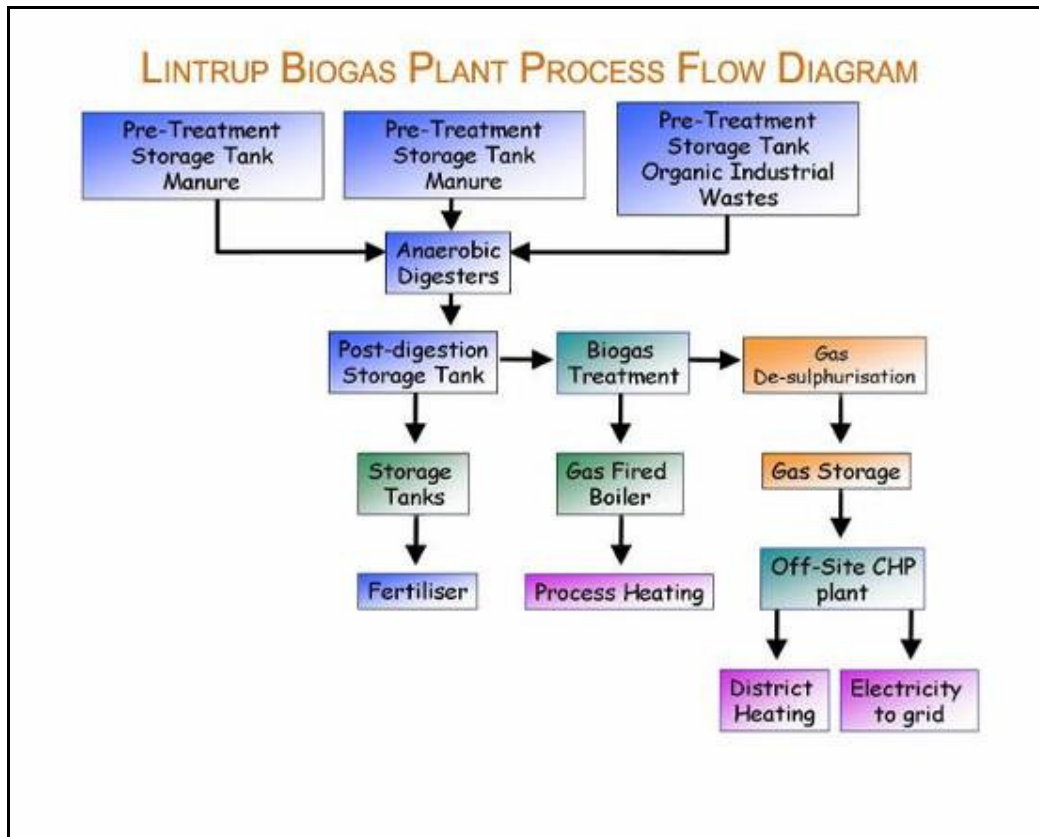 LINTRUP BIOGAS PLANT PROCESS FLOW DIAGRAM
Pre-Treatment
Storage Tank
Manure
Pre-Treatment
Storage Tank
Manure
Pre-Treatment
Storage Tank
Organic Industrial
Wastes
Anaerobic
Digesters
Post-digestion
Storage Tank
Biogas
Treatment
Gas
De-sulphurisation
Storage
Tanks
Gas Fired
Boiler
Gas Storage
Fertiliser
Process Heating
Off-Site CHP
plant
District
Heating
Electricity
to grid